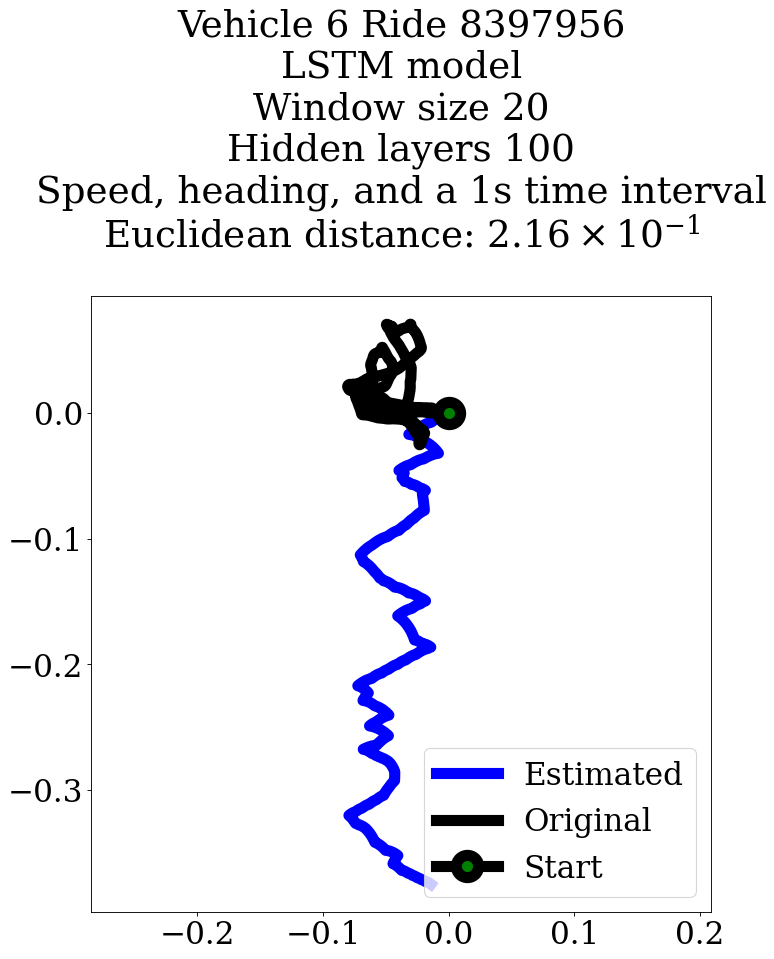 Vehicle 6 Ride 8397956
LSTM model
Window size 20
Hidden layers 100
Speed, heading, and a 1s time interval
Euclidean distance: 2.16 × 10⁻¹
0.0
−0.1
−0.2
−0.3
−0.2
−0.1
0.0
0.1
0.2
Estimated
Original
Start